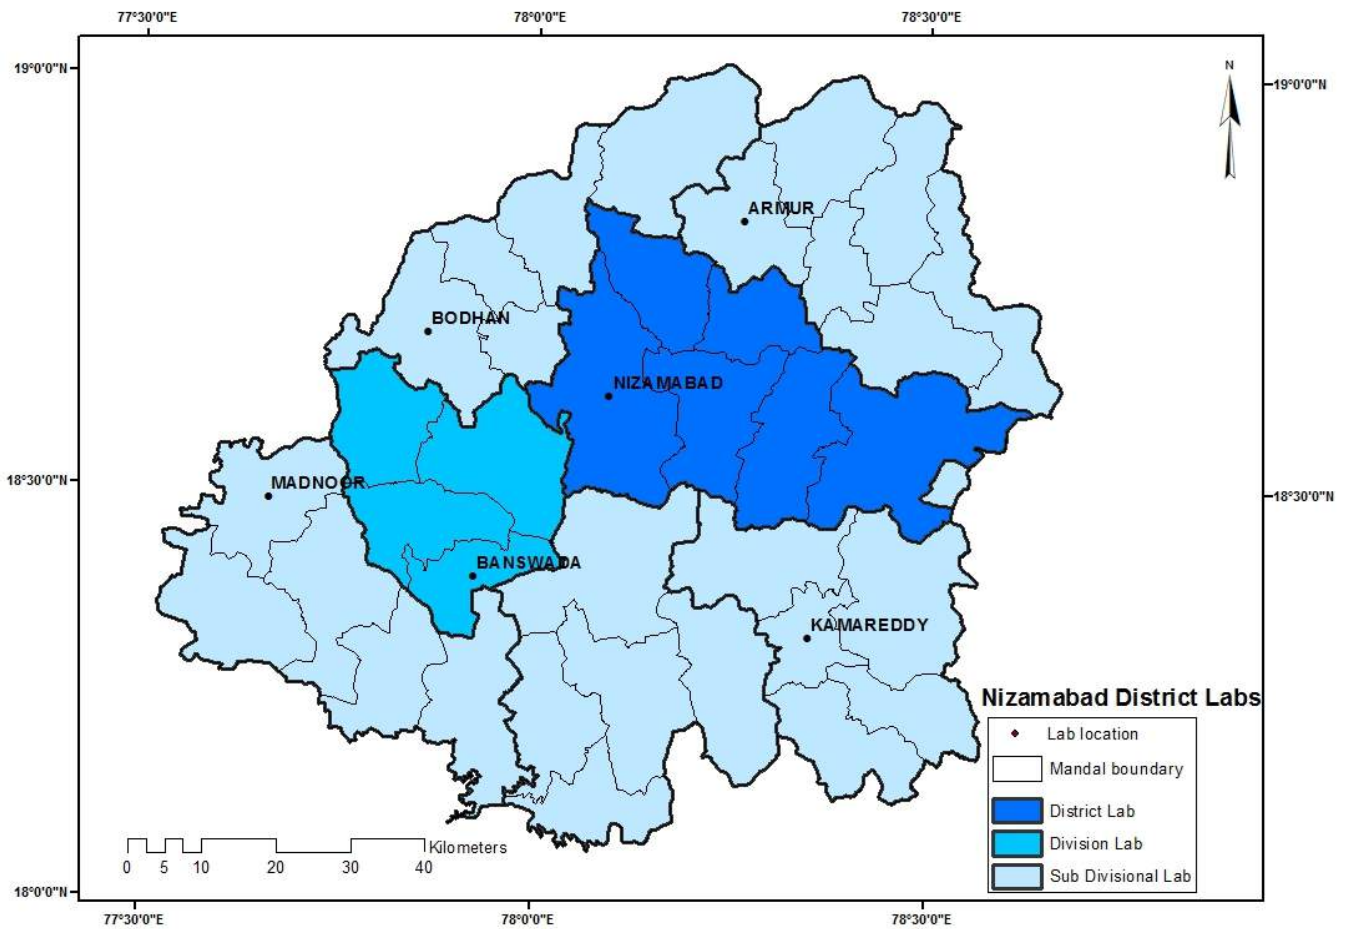 77°30'0"E 78°0'0"E 78°30'0"E
19°0'0"N
19°0'0"N
N
ARMUR
BODHAN
NIZAMABAD
MADNOOR
18°30'0"N
18°30'0"N
BANSWADA
KAMAREDDY
Nizamabad District Labs
Lab location
Mandal boundary
District Lab
Division Lab
Sub Divisional Lab
Kilometers
0 5 10 20 30 40
18°0'0"N
77°30'0"E 78°0'0"E 78°30'0"E